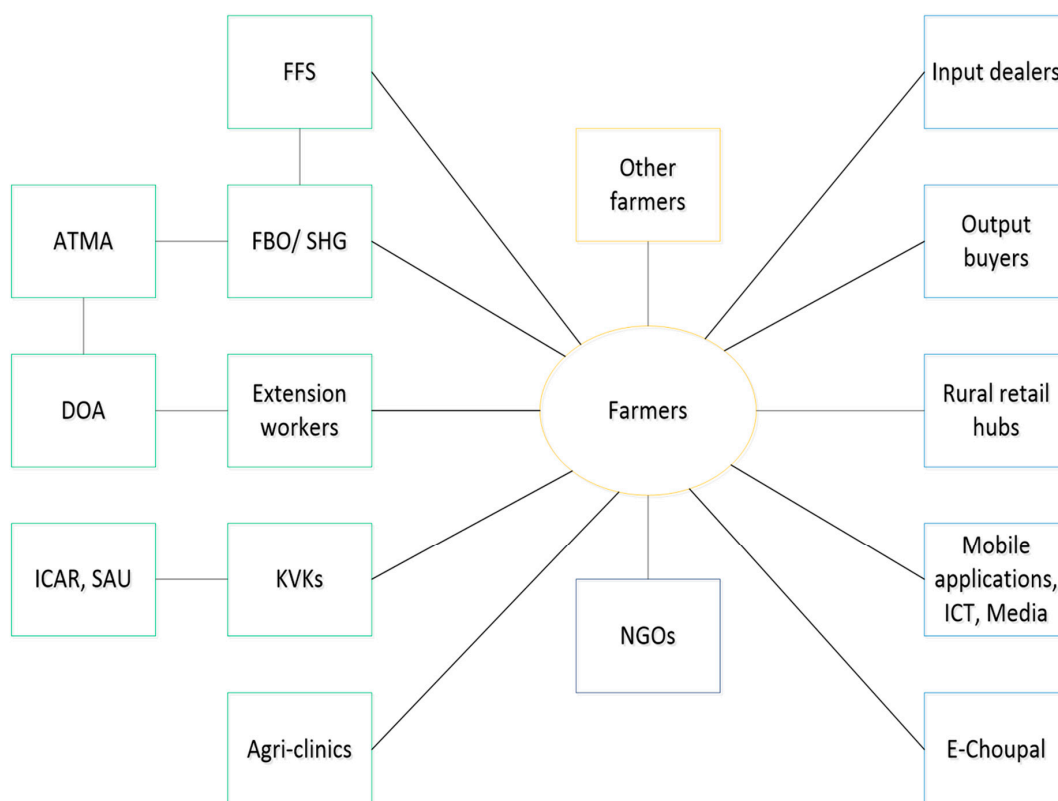 FFS
Input dealers
Other
farmers
ATMA
FBO/ SHG
Output
buyers
DOA
Extension
workers
Farmers
Rural retail
hubs
ICAR, SAU
KVKs
NGOs
Mobile
applications,
ICT, Media
Agri-clinics
E-Choupal